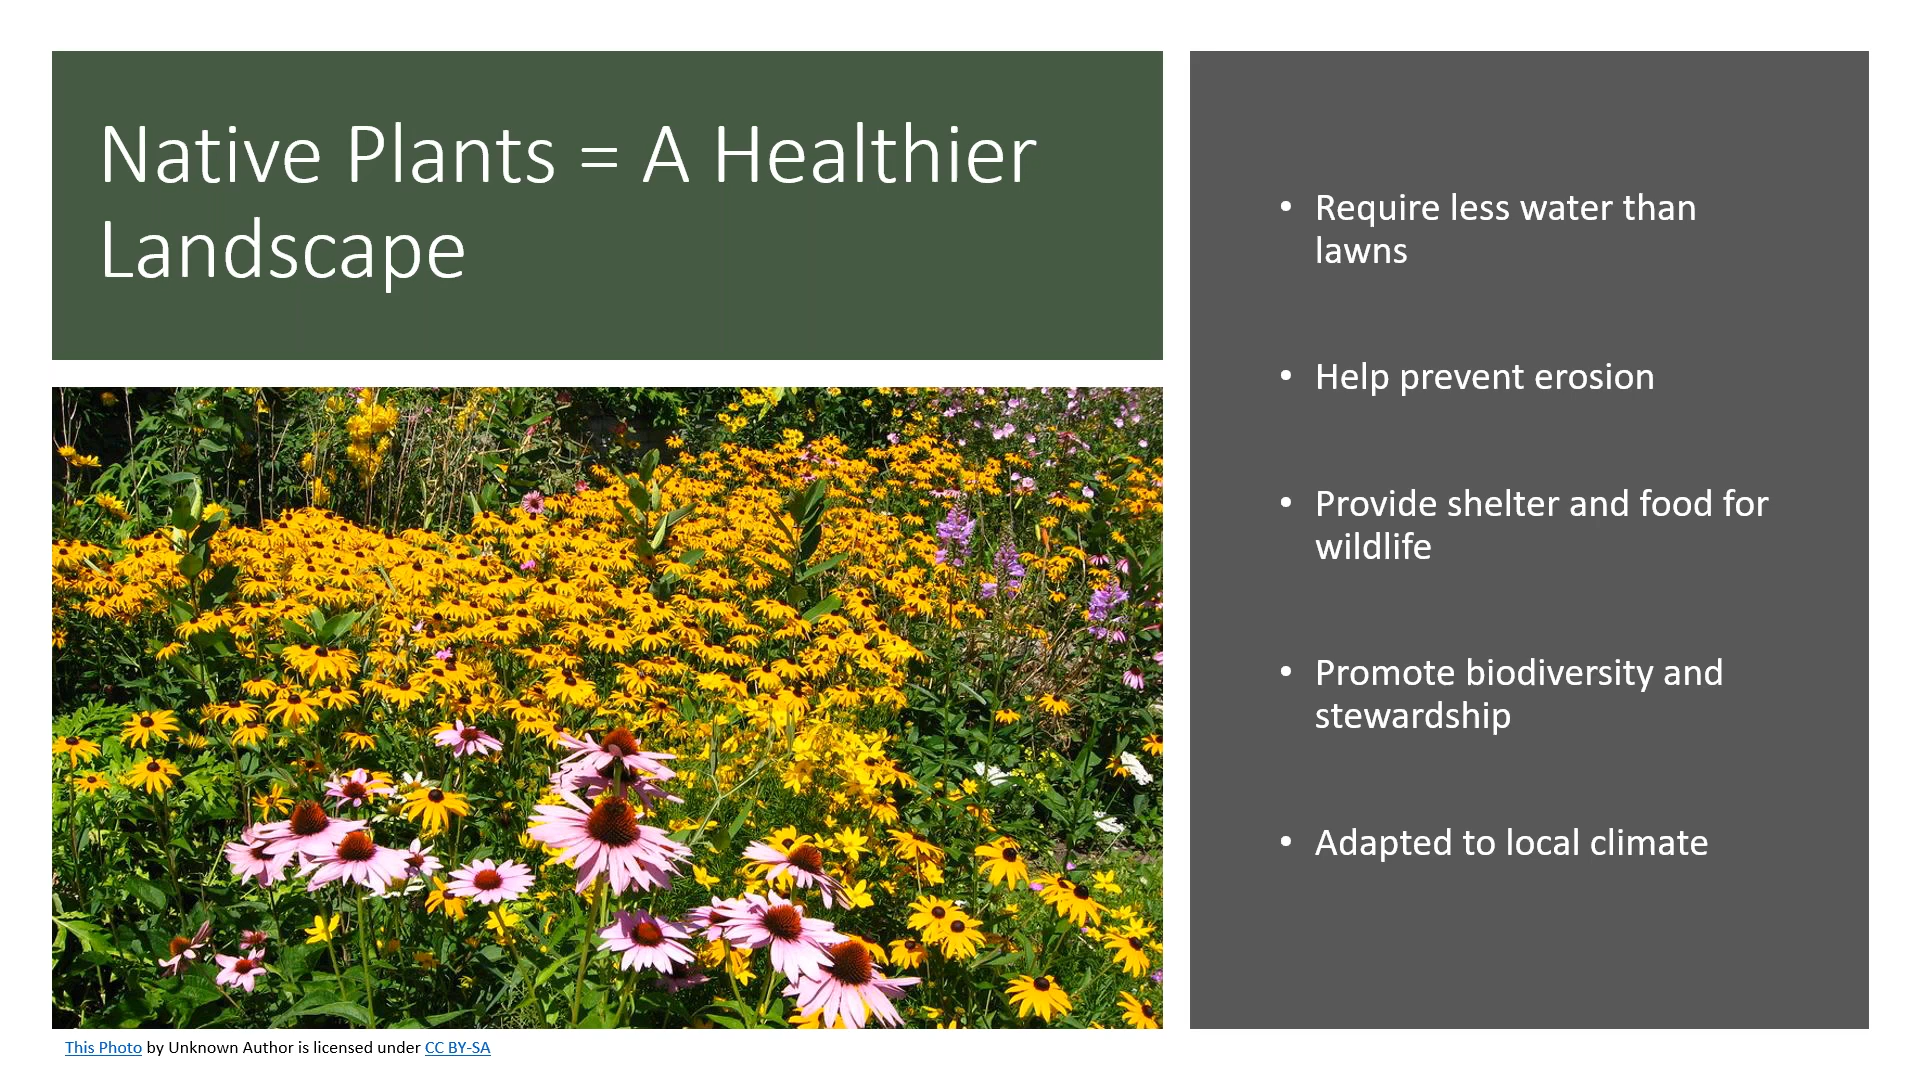 Native Plants = A Healthier
Landscape
• Require less water than
lawns
• Help prevent erosion
• Provide shelter and food for
wildlife
• Promote biodiversity and
stewardship
• Adapted to local climate
This Photo by Unknown Author is licensed under CC BY-SA